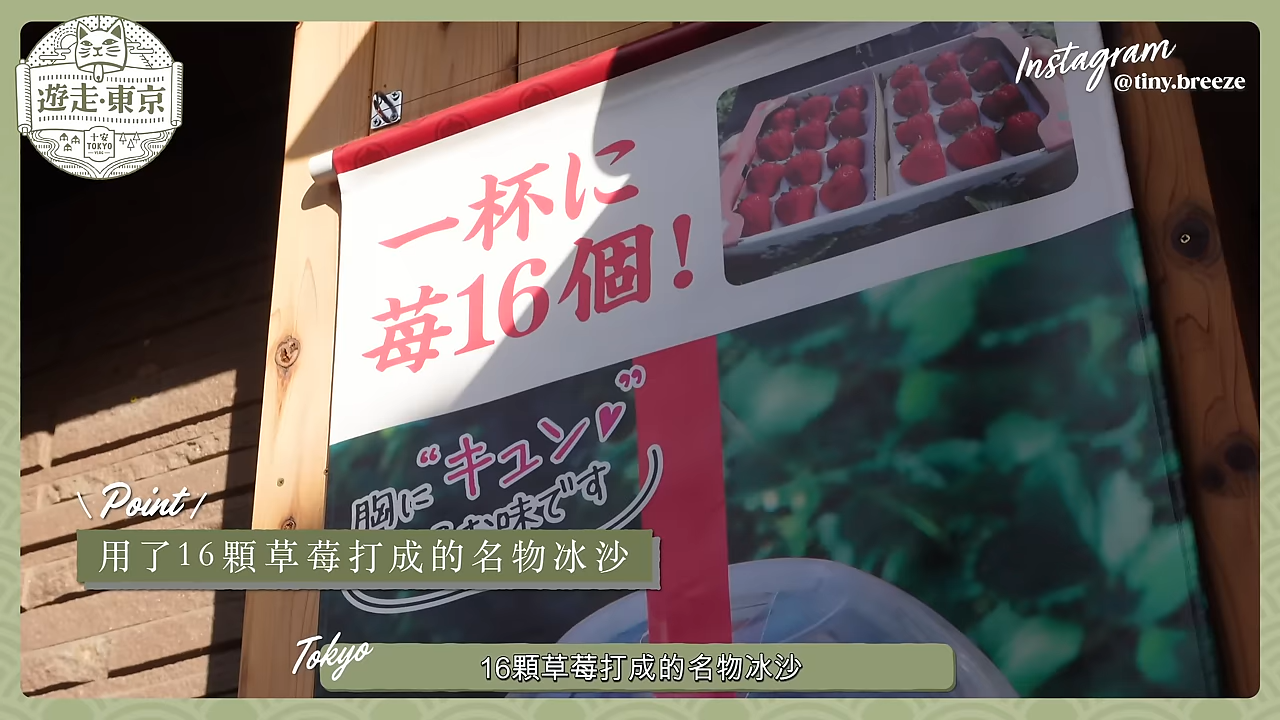 遊走·東京
十安
TOKYO
VLOG
Instagram
@tiny.breeze
一杯に
苺16個!
胸に“キュン♥”
な味です
\ Point /
用了16顆草莓打成的名物冰沙
Tokyo
16顆草莓打成的名物冰沙